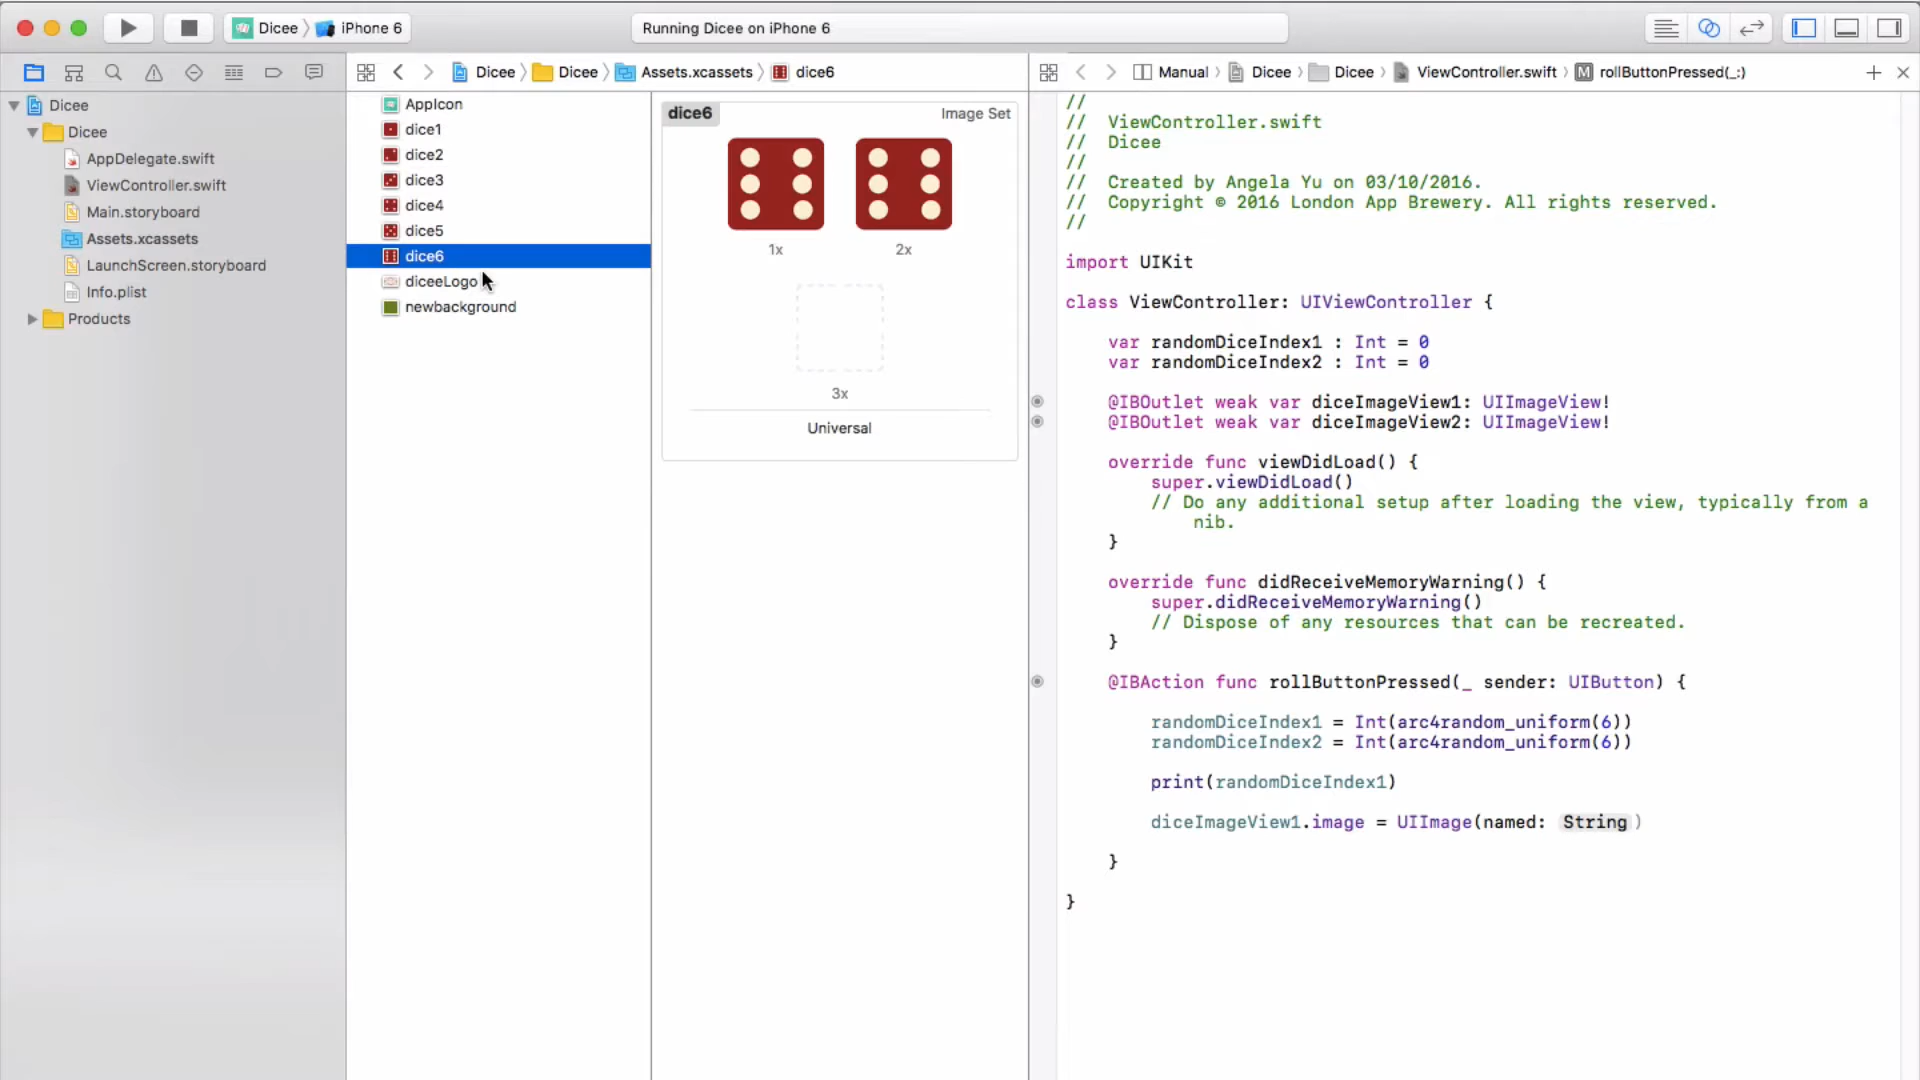 Dicee iPhone 6
Running Dicee on iPhone 6
Dicee Dicee Assets.xcassets dice6
Manual Dicee Dicee ViewController.swift M rollButtonPressed(_:)
Dicee
Dicee
AppDelegate.swift
ViewController.swift
Main.storyboard
Assets.xcassets
LaunchScreen.storyboard
Info.plist
Products
AppIcon
dice1
dice2
dice3
dice4
dice5
dice6
diceeLogo
newbackground
dice6 Image Set
1x 2x
3x
Universal
//
//  ViewController.swift
//  Dicee
//
//  Created by Angela Yu on 03/10/2016.
//  Copyright © 2016 London App Brewery. All rights reserved.
//
import UIKit
class ViewController: UIViewController {
var randomDiceIndex1 : Int = 0
var randomDiceIndex2 : Int = 0
@IBOutlet weak var diceImageView1: UIImageView!
@IBOutlet weak var diceImageView2: UIImageView!
override func viewDidLoad() {
super.viewDidLoad()
// Do any additional setup after loading the view, typically from a
nib.
}
override func didReceiveMemoryWarning() {
super.didReceiveMemoryWarning()
// Dispose of any resources that can be recreated.
}
@IBAction func rollButtonPressed(_ sender: UIButton) {
randomDiceIndex1 = Int(arc4random_uniform(6))
randomDiceIndex2 = Int(arc4random_uniform(6))
print(randomDiceIndex1)
diceImageView1.image = UIImage(named: String)
}
}